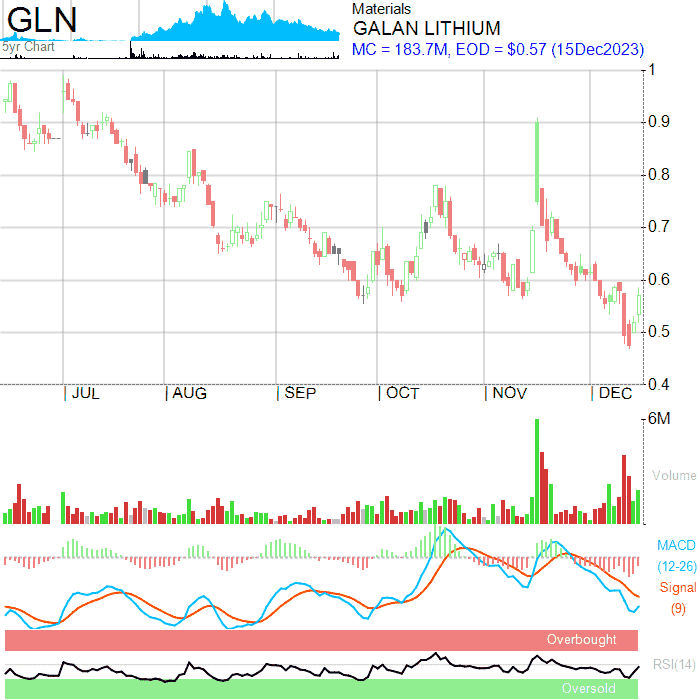 GLN
5yr Chart
Materials
GALAN LITHIUM
MC = 183.7M, EOD = $0.57 (15Dec2023)
1
0.9
0.8
0.7
0.6
0.5
0.4
JUL AUG SEP OCT NOV DEC
6M
Volume
MACD
(12-26)
Signal
(9)
Overbought
RSI(14)
Oversold